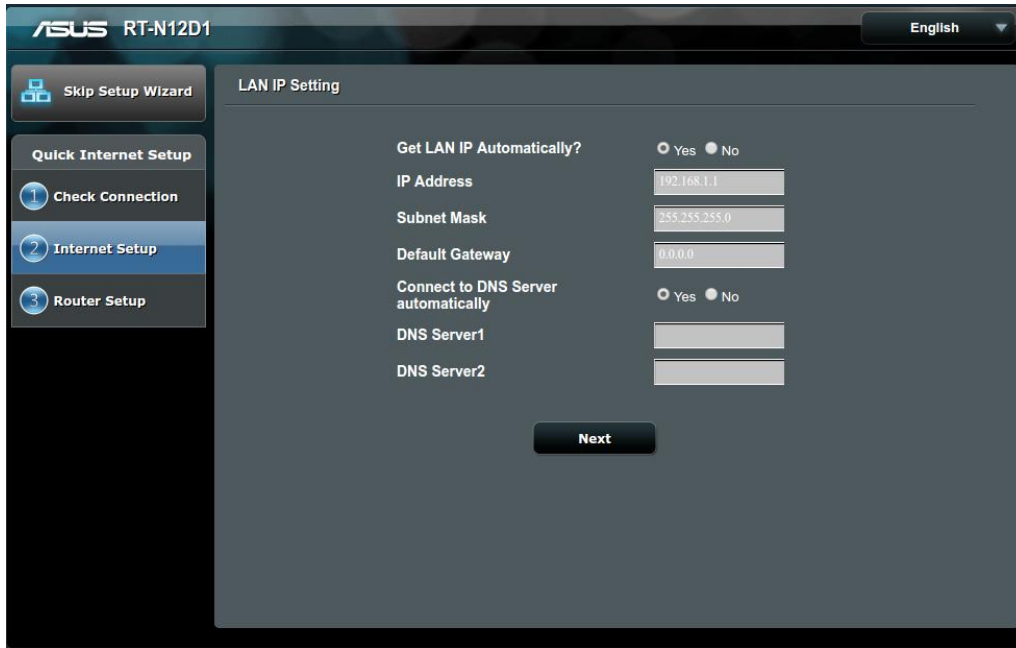 ASUS RT-N12D1
English
Skip Setup Wizard
Quick Internet Setup
1 Check Connection
2 Internet Setup
3 Router Setup
LAN IP Setting
Get LAN IP Automatically? Yes No
IP Address 192.168.1.1
Subnet Mask 255.255.255.0
Default Gateway 0.0.0.0
Connect to DNS Server
automatically Yes No
DNS Server1
DNS Server2
Next